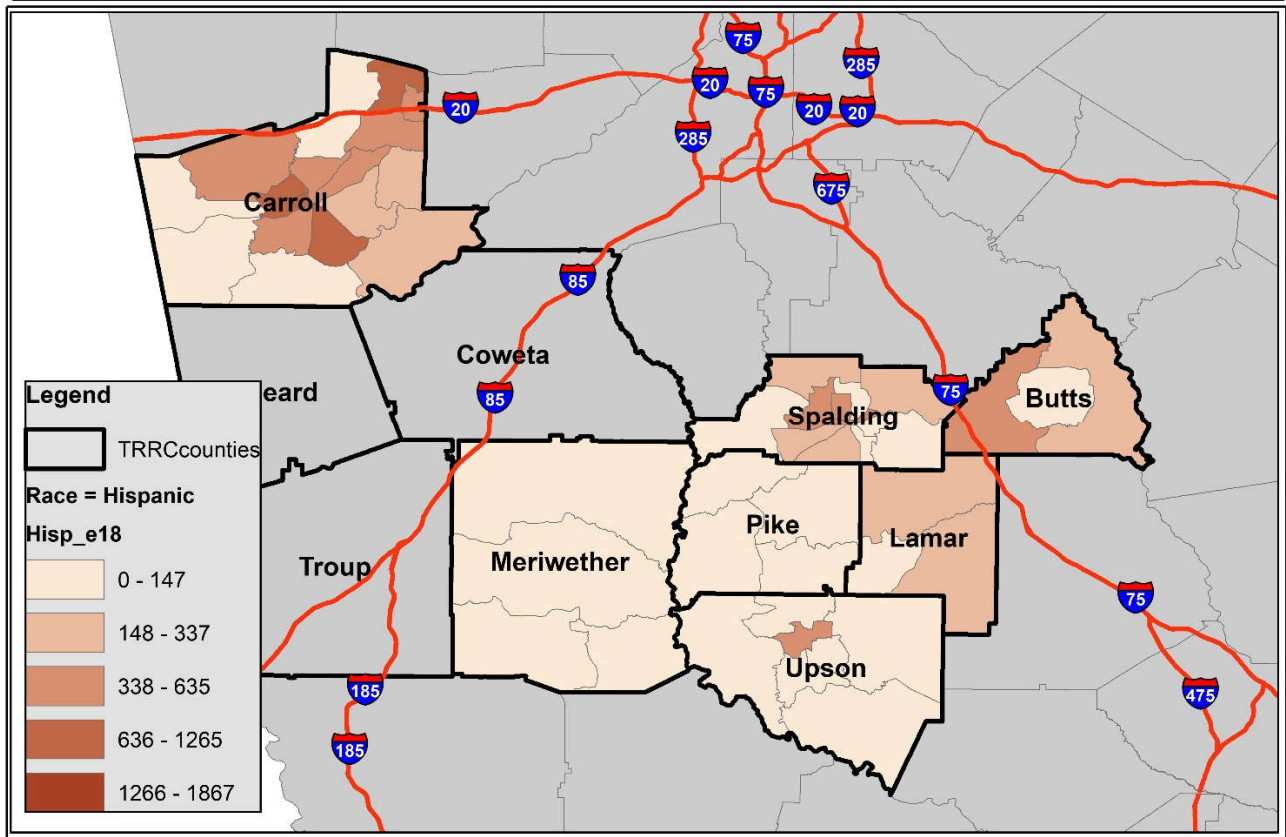 75
285
20
75
20
20
20
285
675
Carroll
85
Coweta
85
75
Butts
Spalding
eard
Pike
Lamar
Meriwether
Troup
75
Upson
185
475
185
Legend
TRRCcounties
Race = Hispanic
Hisp_e18
0 - 147
148 - 337
338 - 635
636 - 1265
1266 - 1867